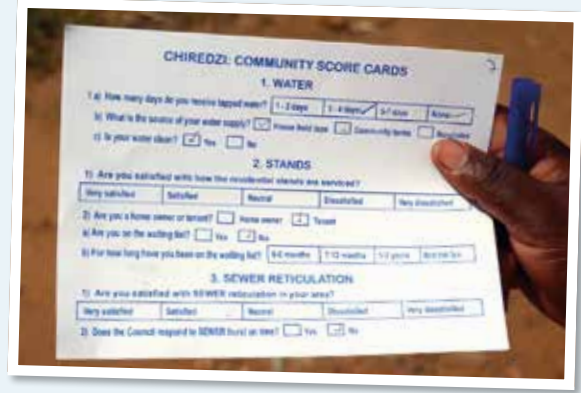 CHIREDZI: COMMUNITY SCORE CARDS
1. WATER
1 a) How many days do you receive tapped water? 1 - 2 days 3 - 4 days 5-7 days None
b) What is the source of your water supply? House hold taps Community Boreholes
c) Is your water clean? Yes No
2. STANDS
1) Are you satisfied with how the residential stands are serviced?
Very satisfied Satisfied Neutral Dissatisfied Very dissatisfied
2) Are you a home owner or tenant? Home owner Tenant
a) Are you on the waiting list? Yes No
b) For how long have you been on the waiting list? 0-6 months 7-12 months 1-2 years
3. SEWER RETICULATION
1) Are you satisfied with SEWER reticulation in your area?
Very satisfied Satisfied Neutral Dissatisfied Very dissatisfied
2) Does the Council respond to SEWER burst on time? Yes No